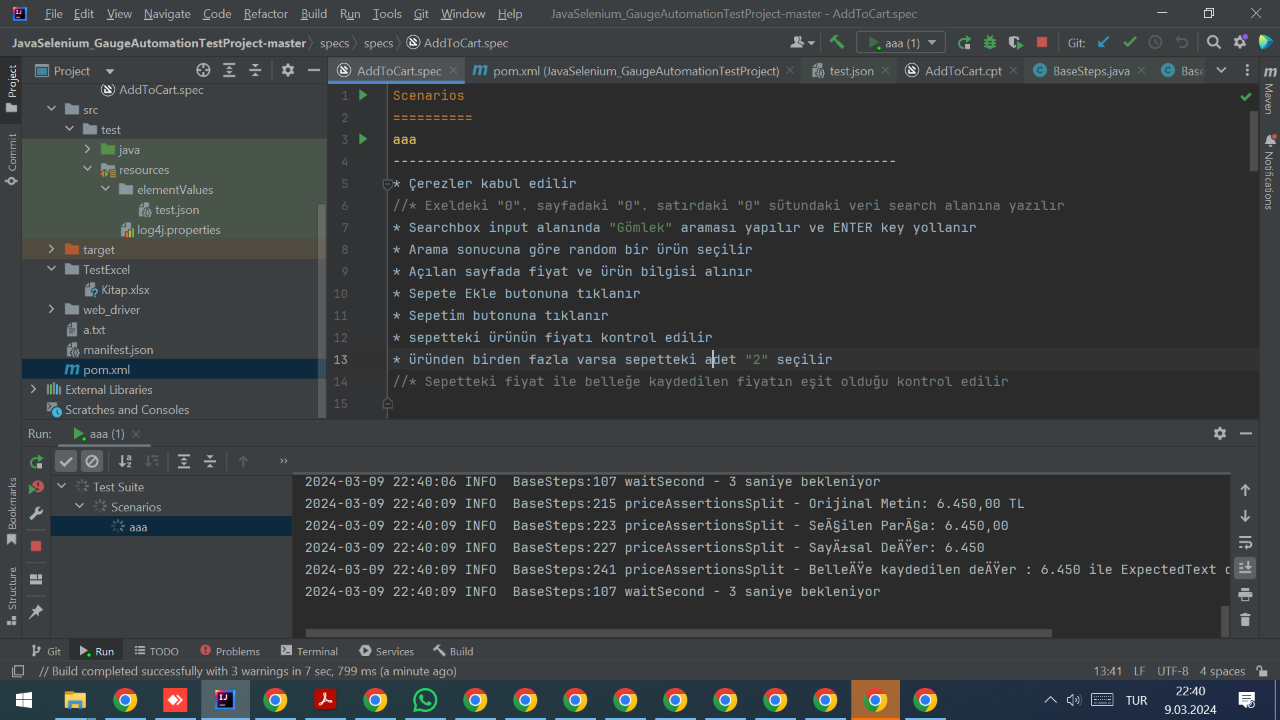 File Edit View Navigate Code Refactor Build Run Tools Git Window Help JavaSelenium_GaugeAutomationTestProject-master - AddToCart.spec
JavaSelenium_GaugeAutomationTestProject-master specs specs AddToCart.spec aaa (1) Git:
Project AddToCart.spec pom.xml (JavaSelenium_GaugeAutomationTestProject) test.json AddToCart.cpt BaseSteps.java Base
AddToCart.spec
src
test
java
resources
elementValues
test.json
log4j.properties
target
TestExcel
Kitap.xlsx
web_driver
a.txt
manifest.json
pom.xml
External Libraries
Scratches and Consoles
1 Scenarios
2 ==========
3 aaa
4 ---------------------------------------------------------------
5 * Çerezler kabul edilir
6 //* Exeldeki "0". sayfadaki "0". satırdaki "0" sütundaki veri search alanına yazılır
7 * Searchbox input alanında "Gömlek" araması yapılır ve ENTER key yollanır
8 * Arama sonucuna göre random bir ürün seçilir
9 * Açılan sayfada fiyat ve ürün bilgisi alınır
10 * Sepete Ekle butonuna tıklanır
11 * Sepetim butonuna tıklanır
12 * sepetteki ürünün fiyatı kontrol edilir
13 * üründen birden fazla varsa sepetteki adet "2" seçilir
14 //* Sepetteki fiyat ile belleğe kaydedilen fiyatın eşit olduğu kontrol edilir
15
Project
Commit
Bookmarks
Structure
Maven
Notifications
Run: aaa (1)
Test Suite
Scenarios
aaa
2024-03-09 22:40:06 INFO  BaseSteps:107 waitSecond - 3 saniye bekleniyor
2024-03-09 22:40:09 INFO  BaseSteps:215 priceAssertionsSplit - Orijinal Metin: 6.450,00 TL
2024-03-09 22:40:09 INFO  BaseSteps:223 priceAssertionsSplit - SeÃ§ilen ParÃ§a: 6.450,00
2024-03-09 22:40:09 INFO  BaseSteps:227 priceAssertionsSplit - SayÄ±sal DeÄŸer: 6.450
2024-03-09 22:40:09 INFO  BaseSteps:241 priceAssertionsSplit - BelleÄŸe kaydedilen deÄŸer : 6.450 ile ExpectedText
2024-03-09 22:40:09 INFO  BaseSteps:107 waitSecond - 3 saniye bekleniyor
Git Run TODO Problems Terminal Services Build
// Build completed successfully with 3 warnings in 7 sec, 799 ms (a minute ago) 13:41 LF UTF-8 4 spaces
TUR 22:40
9.03.2024